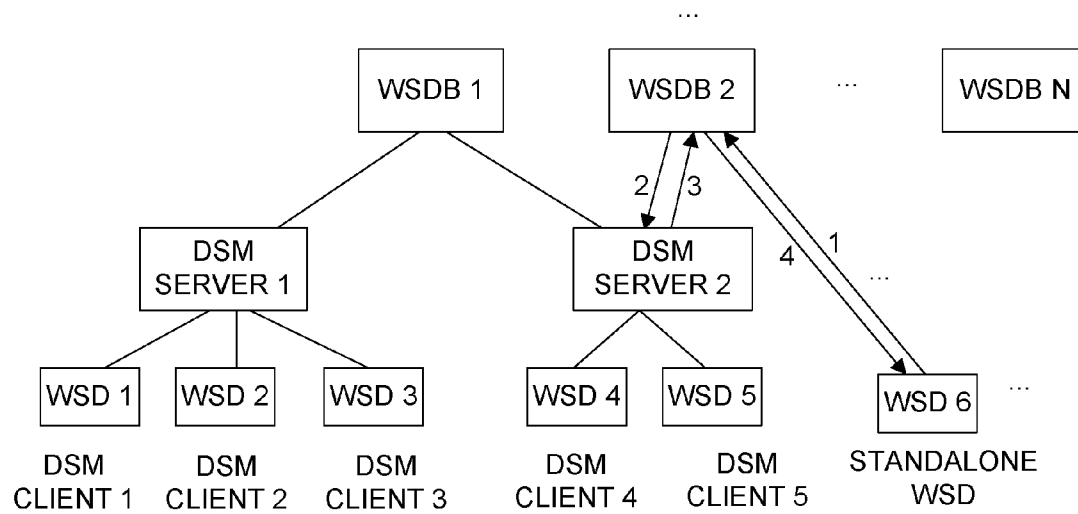 ...
WSDB 1
WSDB 2
...
WSDB N
2
3
1
4
DSM
SERVER 1
DSM
SERVER 2
...
WSD 1
WSD 2
WSD 3
WSD 4
WSD 5
WSD 6
...
DSM
CLIENT 1
DSM
CLIENT 2
DSM
CLIENT 3
DSM
CLIENT 4
DSM
CLIENT 5
STANDALONE
WSD